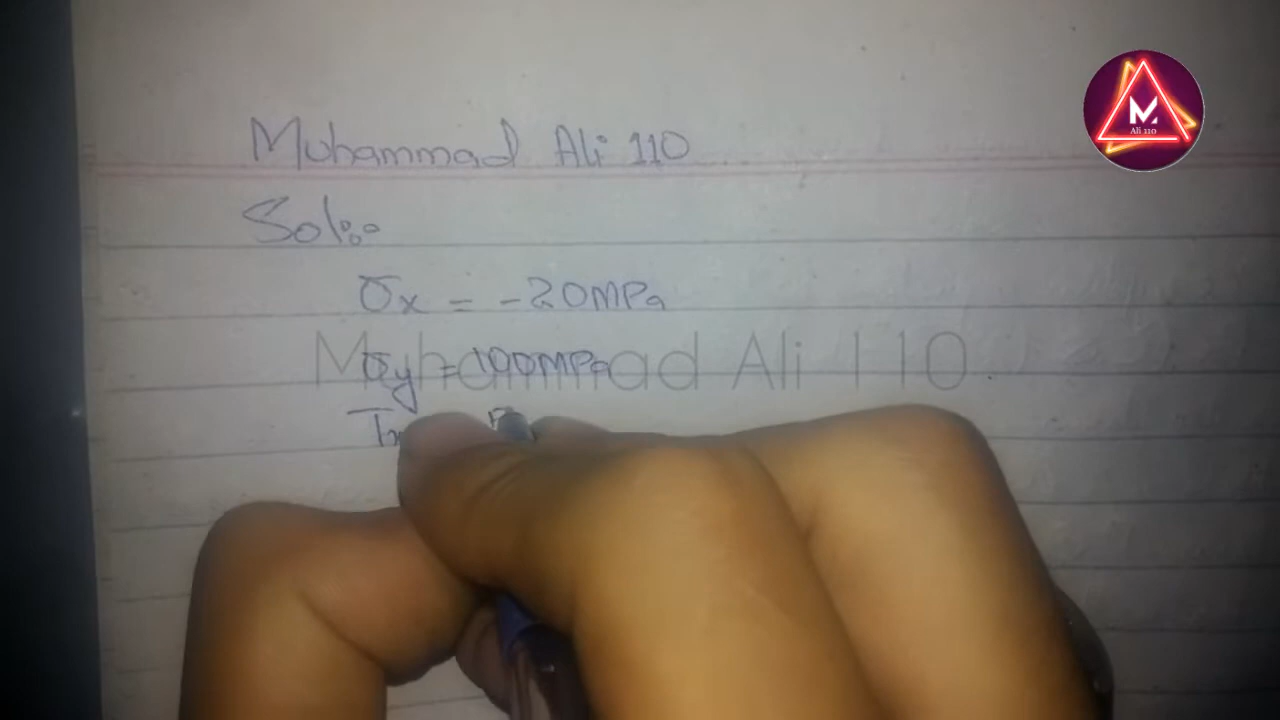 Muhammad Ali 110
M
Ali 110
Sol:
σx = -20MPa
σy = 100MPa
Muhammad Ali 110